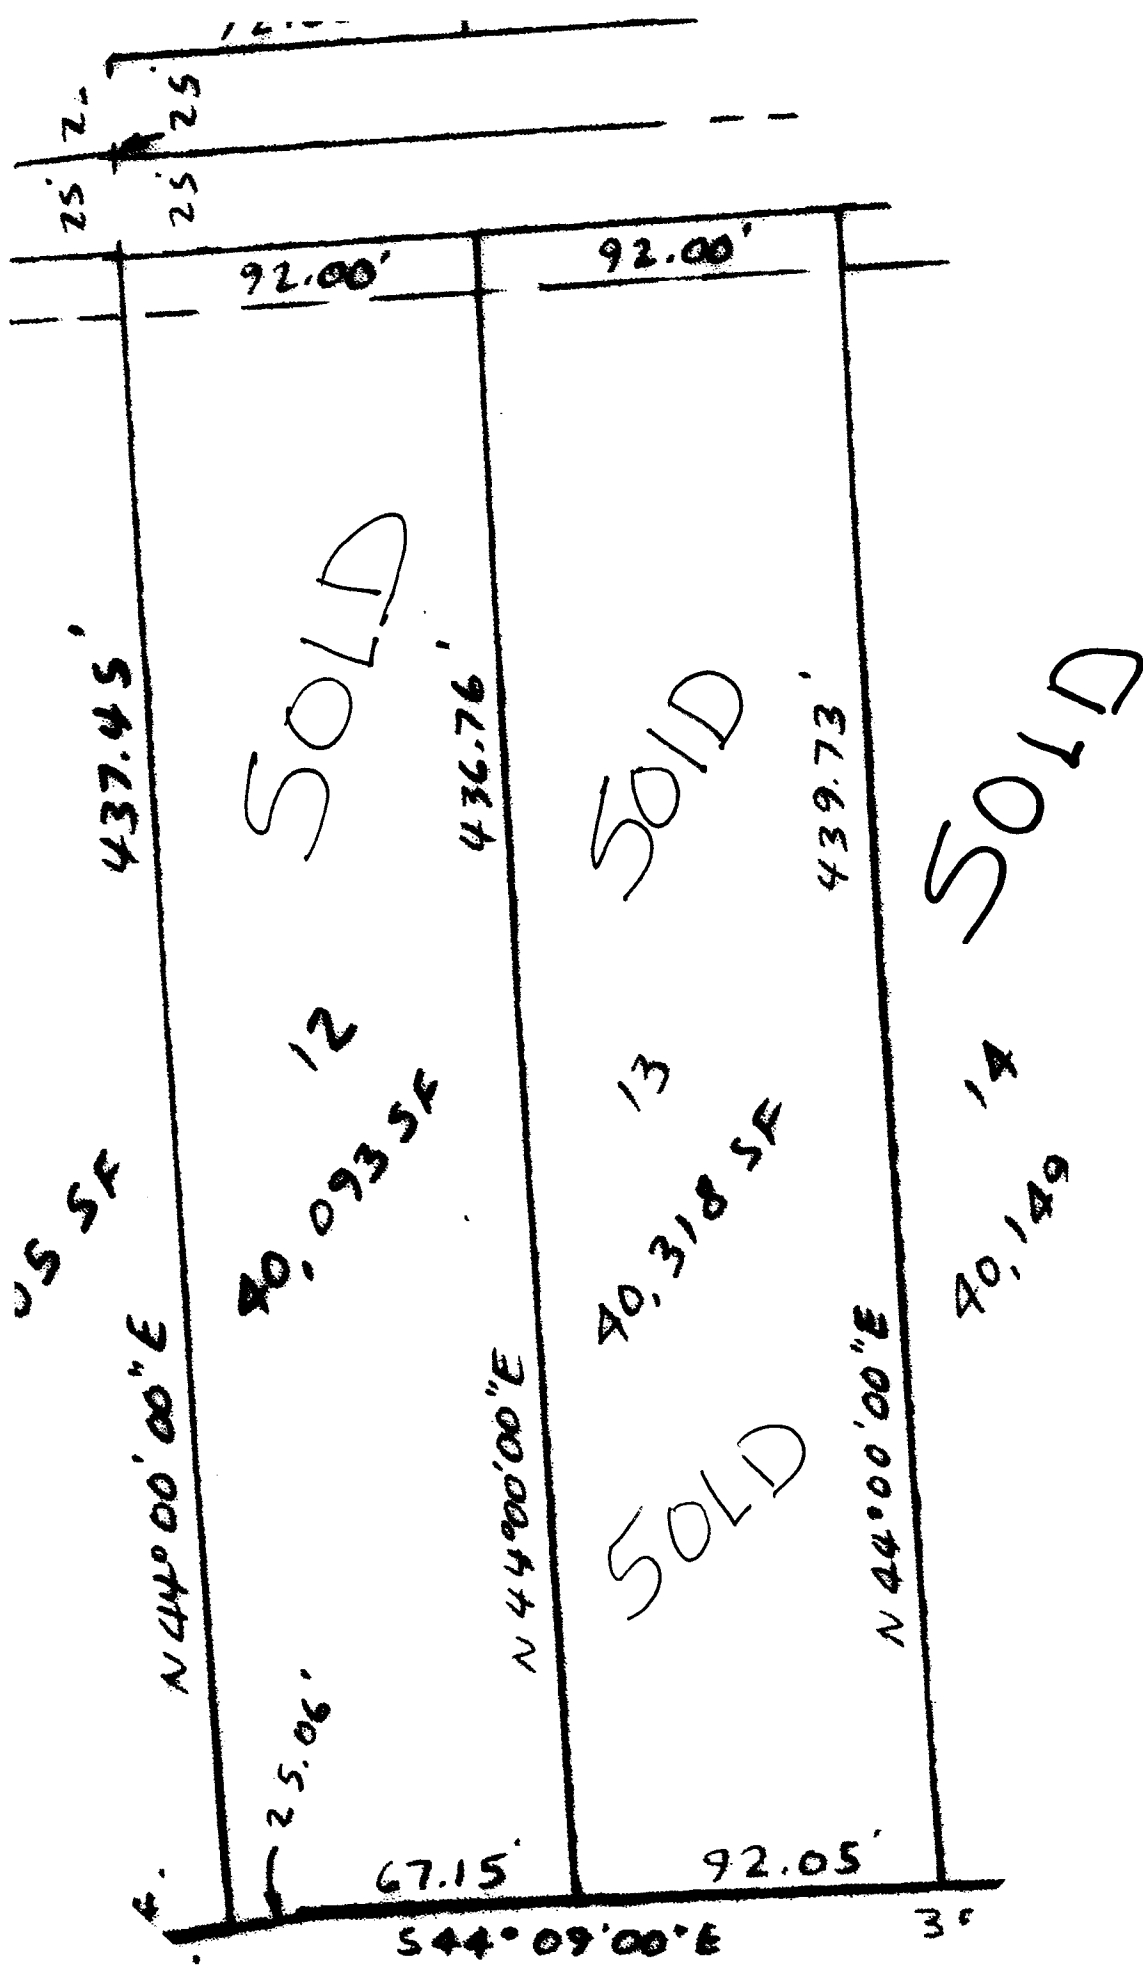 25'
25'
25'
92.00'
92.00'
437.45'
SOLD
436.76'
SOLD
439.73'
SOLD
12
40,093 SF
13
40,318 SF
14
40,149
SF
N 44° 00' 00" E
N 44° 00' 00" E
N 44° 00' 00" E
SOLD
25.06'
67.15'
92.05'
S44° 09' 00" E